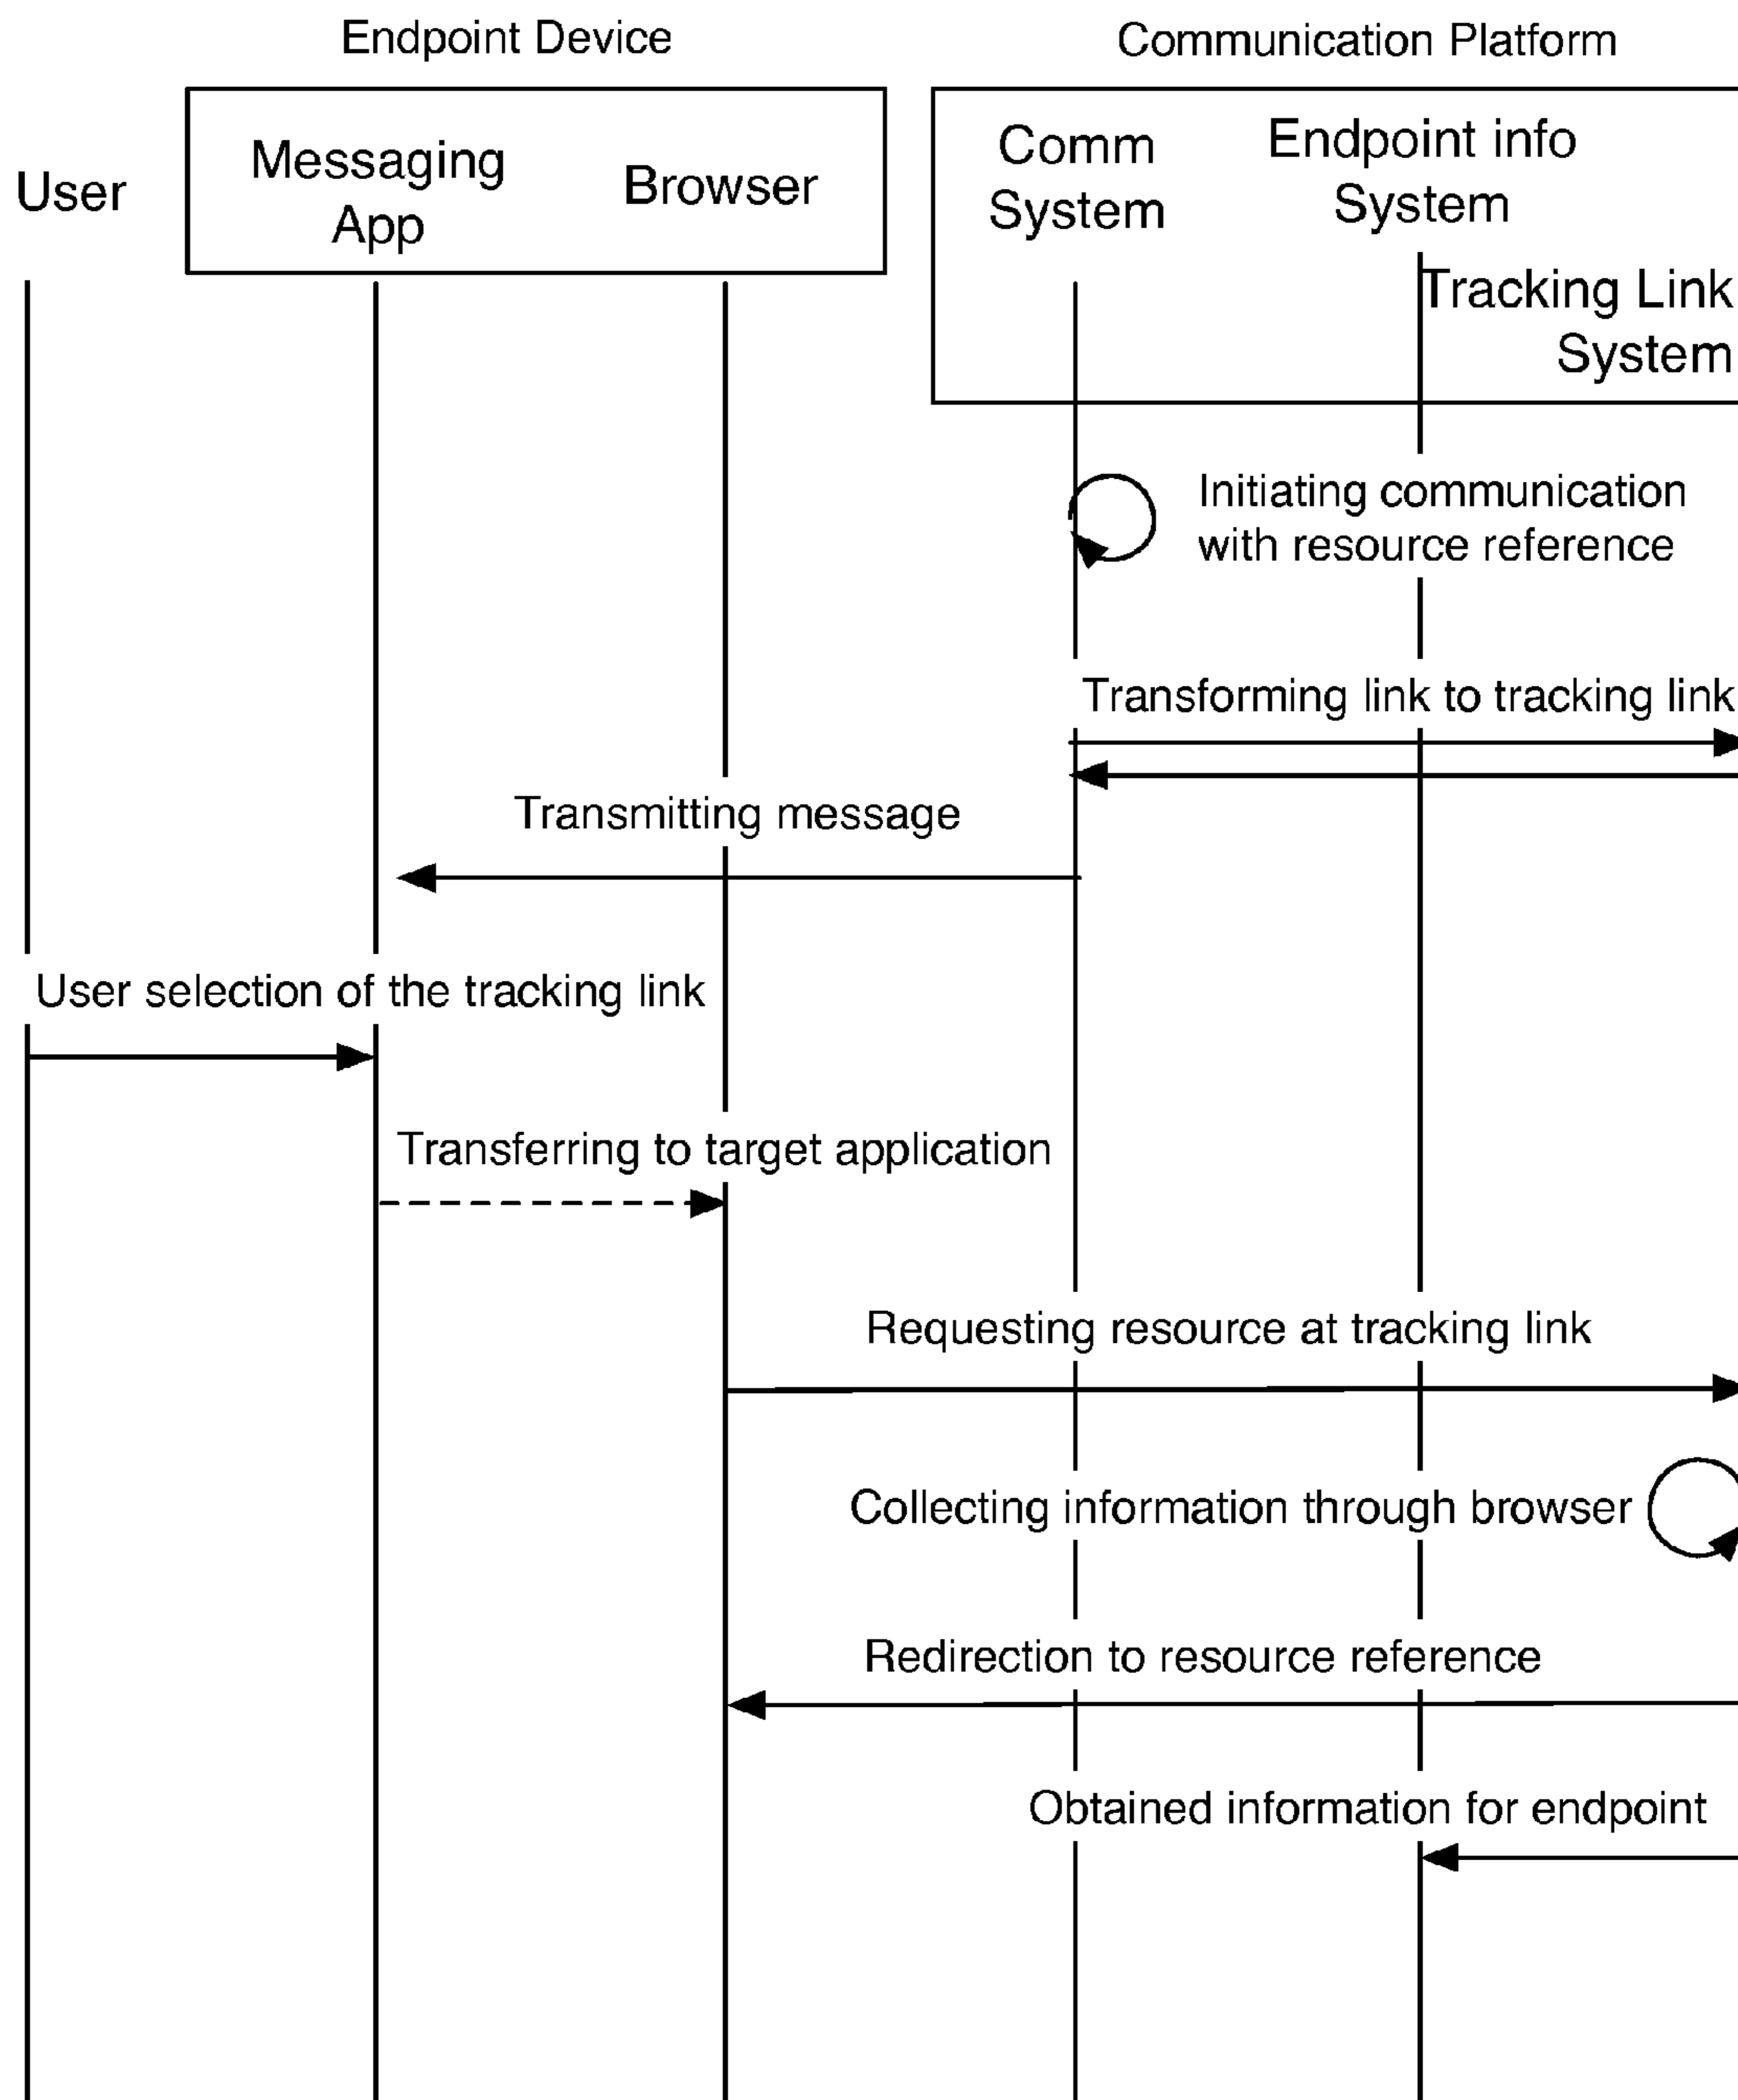 Endpoint Device
Communication Platform
User
Messaging
App
Browser
Comm
System
Endpoint info
System
Tracking Link
System
Initiating communication
with resource reference
Transforming link to tracking link
Transmitting message
User selection of the tracking link
Transferring to target application
Requesting resource at tracking link
Collecting information through browser
Redirection to resource reference
Obtained information for endpoint